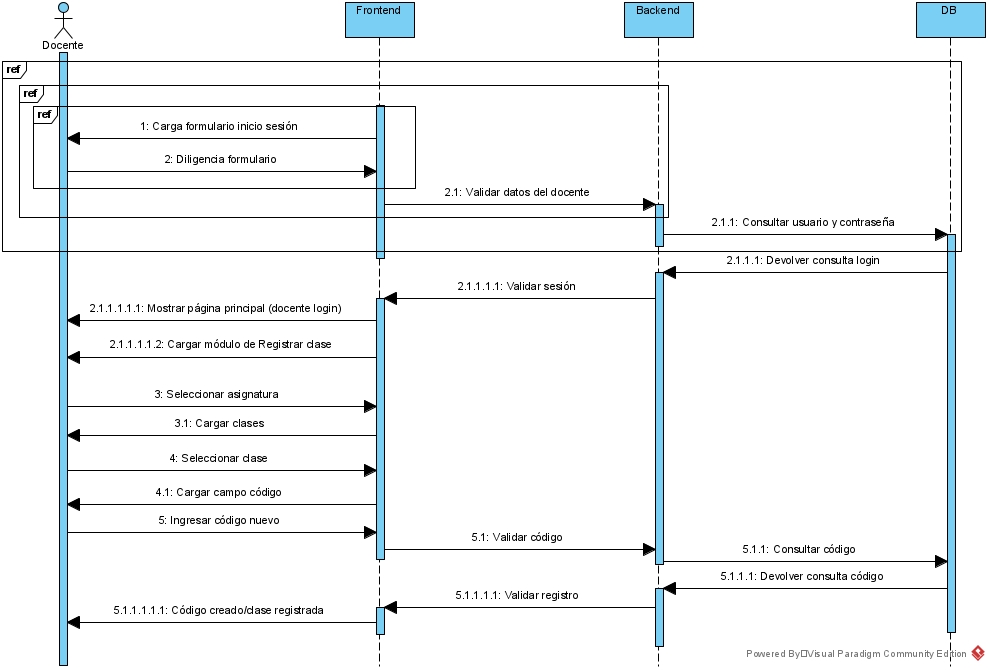 Frontend
Backend
DB
Docente
ref
ref
ref
1: Carga formulario inicio sesión
2: Diligencia formulario
2.1: Validar datos del docente
2.1.1: Consultar usuario y contraseña
2.1.1.1: Devolver consulta login
2.1.1.1.1: Validar sesión
2.1.1.1.1.1: Mostrar página principal (docente login)
2.1.1.1.1.2: Cargar módulo de Registrar clase
3: Seleccionar asignatura
3.1: Cargar clases
4: Seleccionar clase
4.1: Cargar campo código
5: Ingresar código nuevo
5.1: Validar código
5.1.1: Consultar código
5.1.1.1: Devolver consulta código
5.1.1.1.1: Validar registro
5.1.1.1.1.1: Código creado/clase registrada
Powered By□Visual Paradigm Community Edition